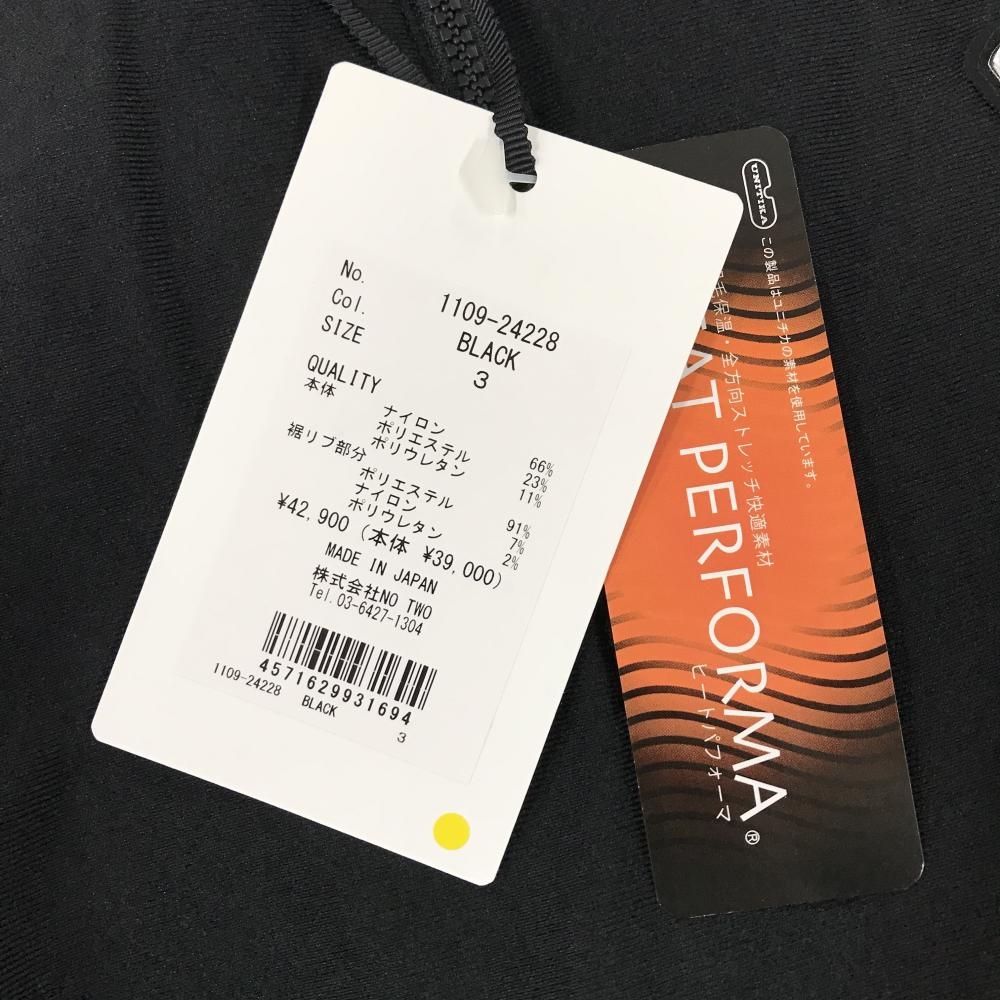 No. 1109-24228
Col. BLACK
SIZE 3
QUALITY
本体
ナイロン 66%
ポリエステル 23%
ポリウレタン 11%
裾リブ部分
ポリエステル 91%
ナイロン 7%
ポリウレタン 2%
¥42,900 (本体 ¥39,000)
MADE IN JAPAN
株式会社NO TWO
Tel.03-6427-1304
4571629931694
1109-24228 BLACK 3
UNITIKA
この製品はユニチカの素材を使用しています。
保温・全方向ストレッチ快適素材
EAT PERFORMA®
ヒートパフォーマ